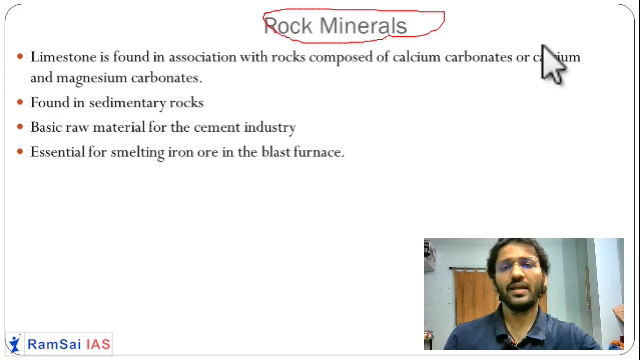 Rock Minerals
Limestone is found in association with rocks composed of calcium carbonates or calcium
and magnesium carbonates.
Found in sedimentary rocks
Basic raw material for the cement industry
Essential for smelting iron ore in the blast furnace.
RamSai IAS